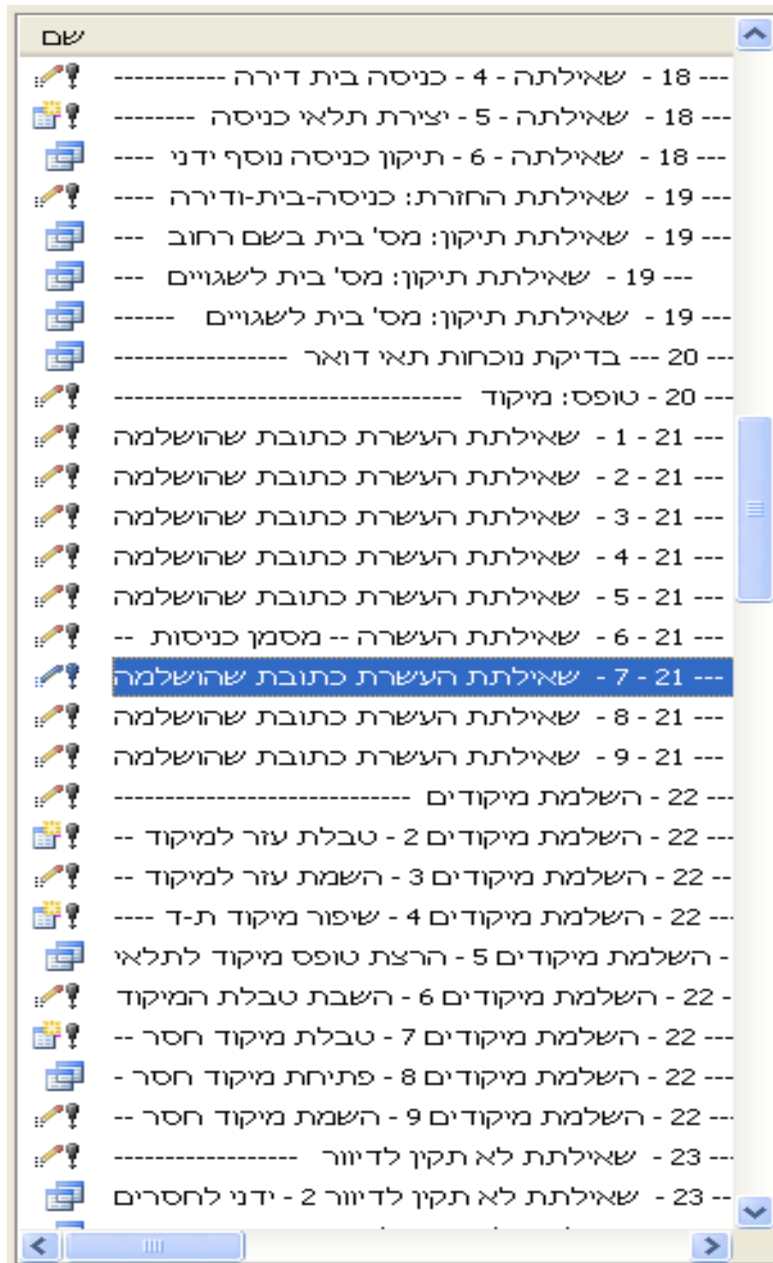 שם
--- 18 - שאילתה - 4 - כניסה בית דירה -----------
--- 18 - שאילתה - 5 - יצירת תלאי כניסה --------
--- 18 - שאילתה - 6 - תיקון כניסה נוסף ידני ----
--- 19 - שאילתת החזרת: כניסה-בית-ודירה ----
--- 19 - שאילתת תיקון: מס' בית בשם רחוב ---
--- 19 - שאילתת תיקון: מס' בית לשגויים ---
--- 19 - שאילתת תיקון: מס' בית לשגויים ------
--- 20 --- בדיקת נוכחות תאי דואר -----------------
--- 20 - טופס: מיקוד ----------------------------------
--- 21 - 1 - שאילתת העשרת כתובת שהושלמה
--- 21 - 2 - שאילתת העשרת כתובת שהושלמה
--- 21 - 3 - שאילתת העשרת כתובת שהושלמה
--- 21 - 4 - שאילתת העשרת כתובת שהושלמה
--- 21 - 5 - שאילתת העשרת כתובת שהושלמה
--- 21 - 6 - שאילתת העשרה -- מסמן כניסות --
--- 21 - 7 - שאילתת העשרת כתובת שהושלמה
--- 21 - 8 - שאילתת העשרת כתובת שהושלמה
--- 21 - 9 - שאילתת העשרת כתובת שהושלמה
--- 22 - השלמת מיקודים -----------------------------
--- 22 - השלמת מיקודים 2 - טבלת עזר למיקוד --
-- 22 - השלמת מיקודים 3 - השמת עזר למיקוד --
--- 22 - השלמת מיקודים 4 - שיפור מיקוד ת-ד ----
- השלמת מיקודים 5 - הרצת טופס מיקוד לתלאי
- 22 - השלמת מיקודים 6 - השבת טבלת המיקוד
--- 22 - השלמת מיקודים 7 - טבלת מיקוד חסר --
--- 22 - השלמת מיקודים 8 - פתיחת מיקוד חסר -
--- 22 - השלמת מיקודים 9 - השמת מיקוד חסר --
--- 23 - שאילתת לא תקין לדיוור ------------------
-- 23 - שאילתת לא תקין לדיוור 2 - ידני לחסרים